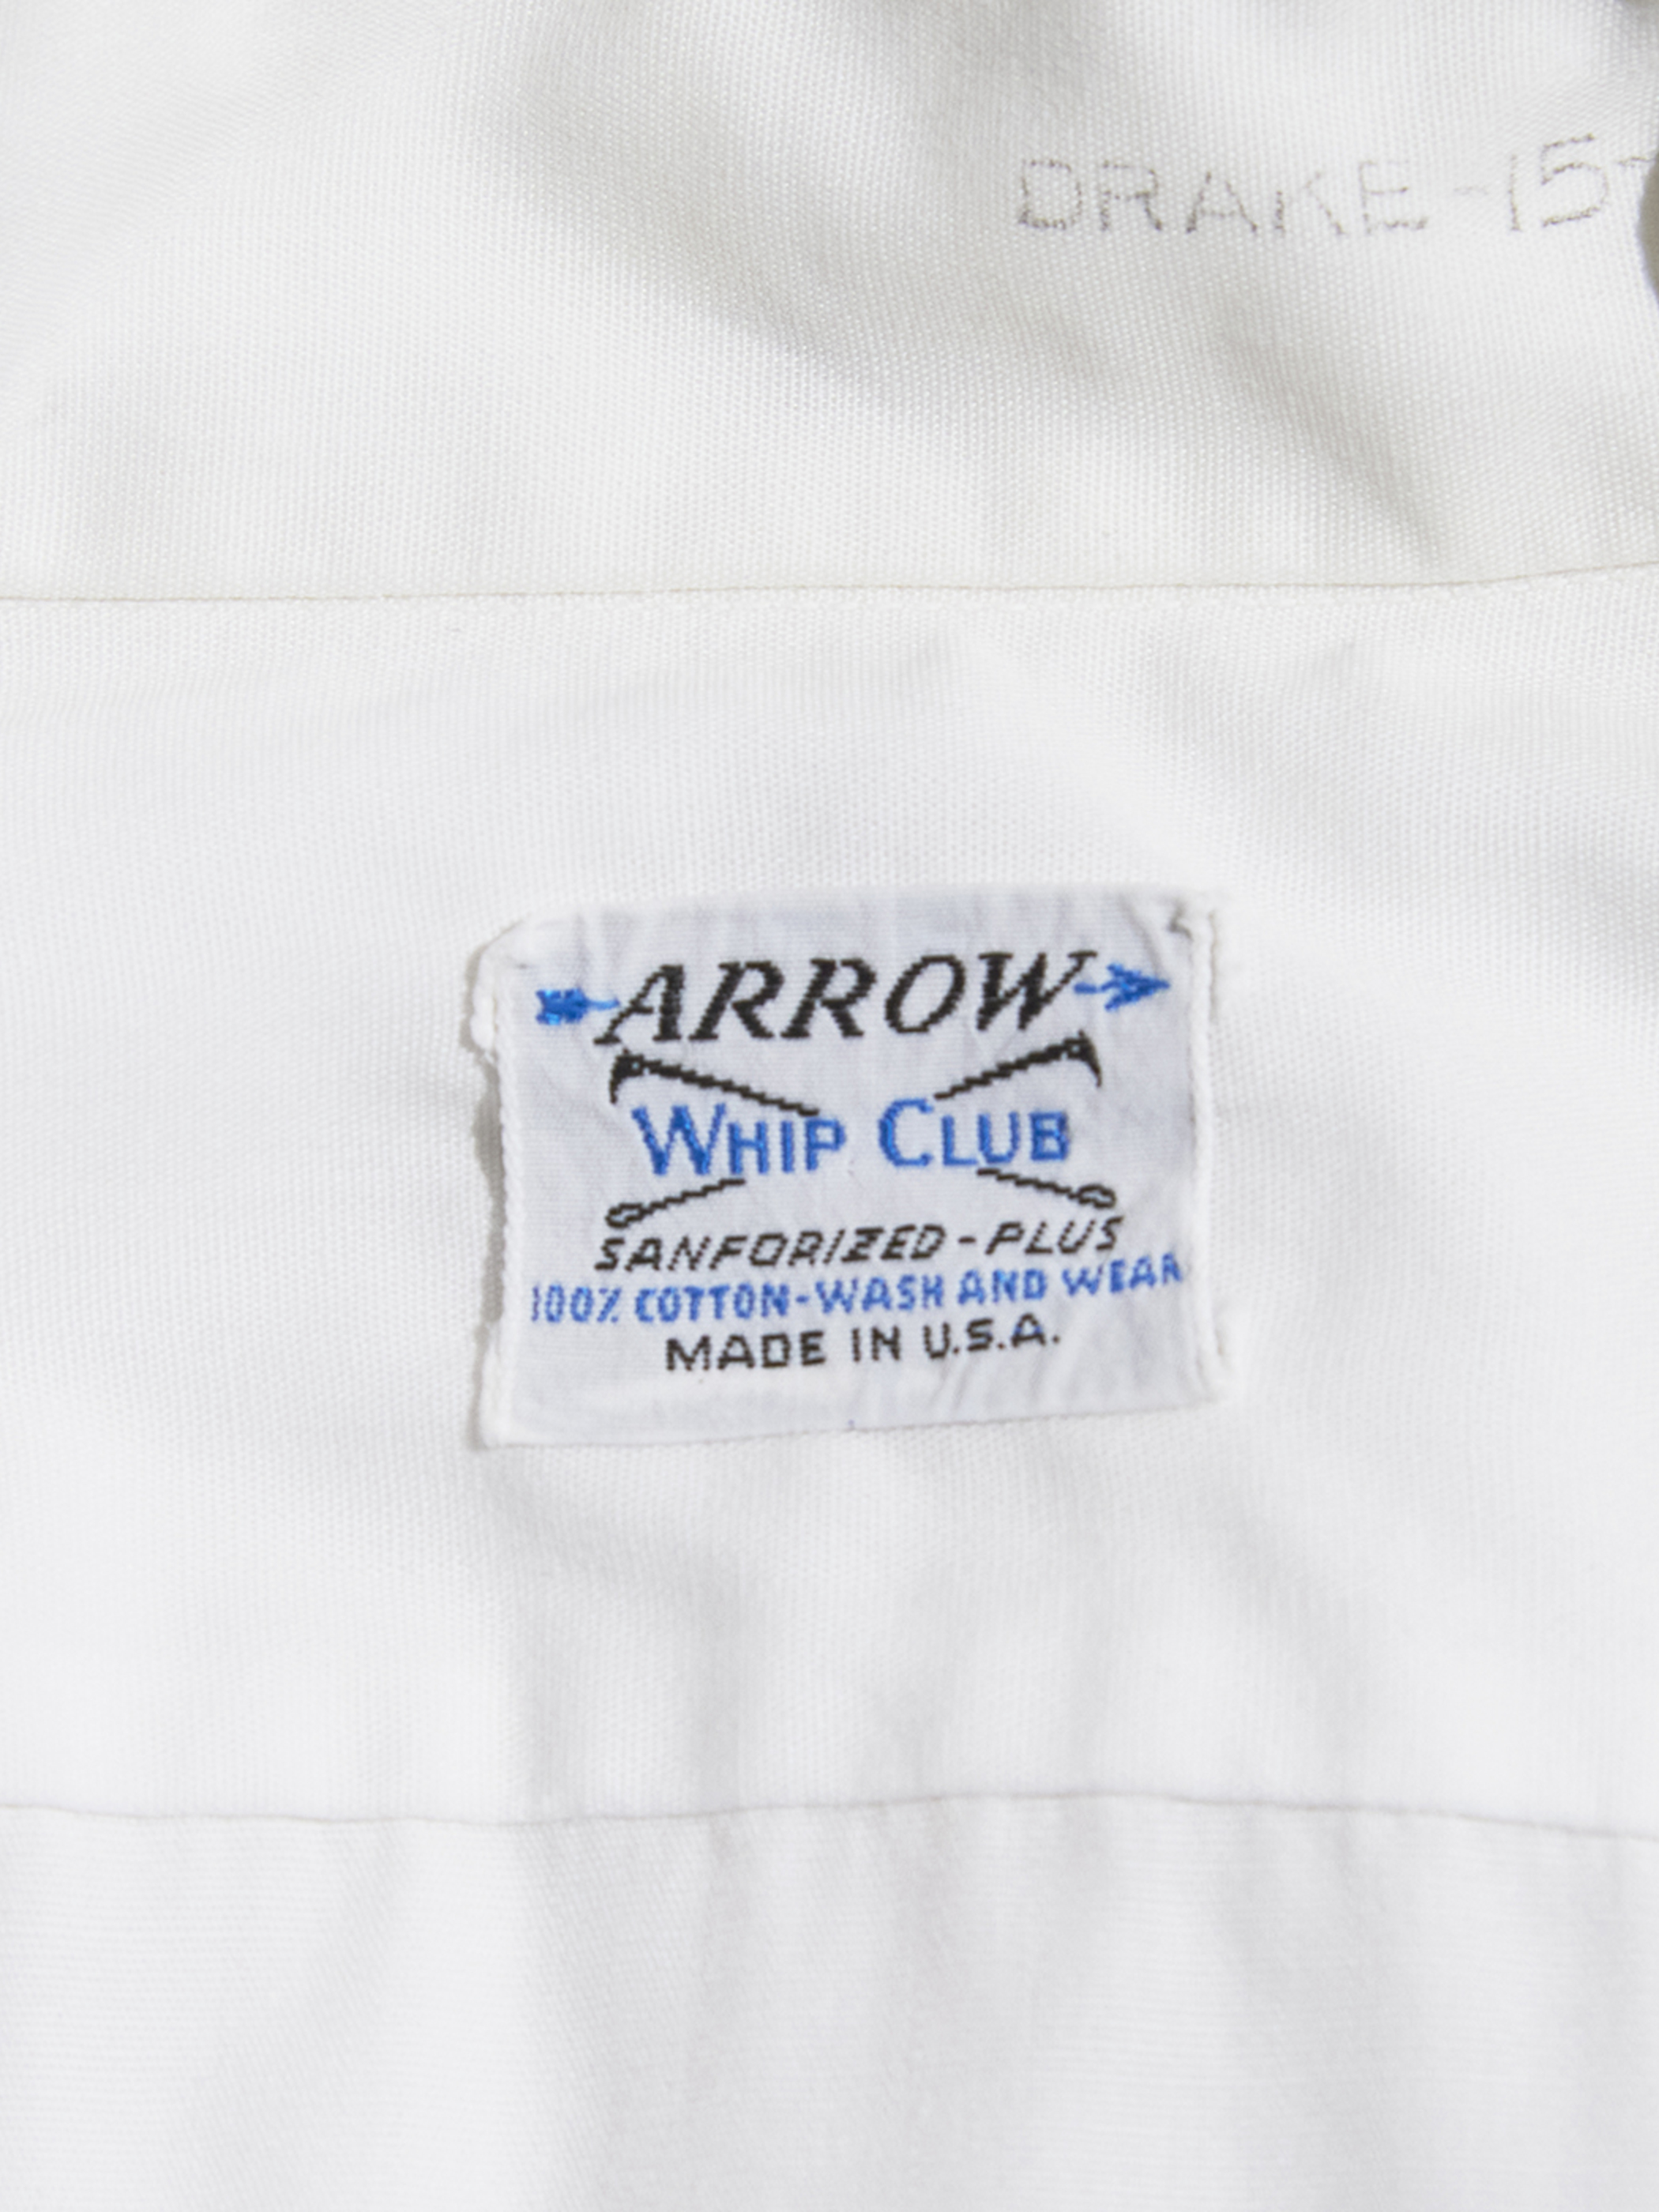 DRAKE-15-
ARROW
WHIP CLUB
SANFORIZED-PLUS
100% COTTON-WASH AND WEAR
MADE IN U.S.A.